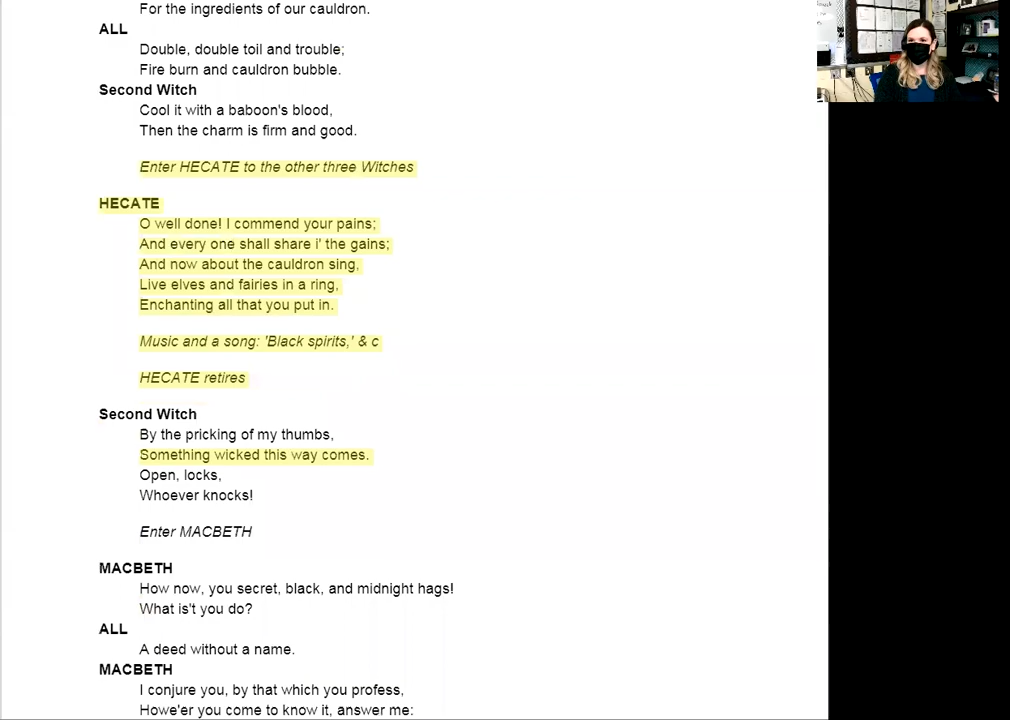 For the ingredients of our cauldron.
ALL
Double, double toil and trouble;
Fire burn and cauldron bubble.
Second Witch
Cool it with a baboon's blood,
Then the charm is firm and good.
Enter HECATE to the other three Witches
HECATE
O well done! I commend your pains;
And every one shall share i' the gains;
And now about the cauldron sing,
Live elves and fairies in a ring,
Enchanting all that you put in.
Music and a song: 'Black spirits,' & c
HECATE retires
Second Witch
By the pricking of my thumbs,
Something wicked this way comes.
Open, locks,
Whoever knocks!
Enter MACBETH
MACBETH
How now, you secret, black, and midnight hags!
What is't you do?
ALL
A deed without a name.
MACBETH
I conjure you, by that which you profess,
Howe'er you come to know it, answer me: